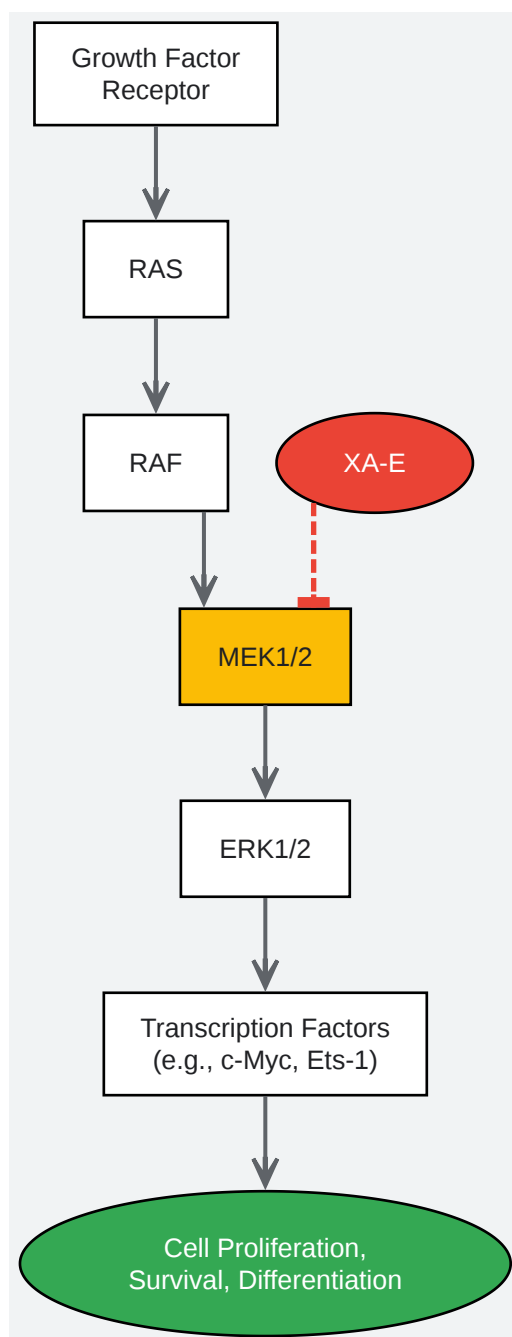 Growth Factor
Receptor
RAS
RAF
XA-E
MEK1/2
ERK1/2
Transcription Factors
(e.g., c-Myc, Ets-1)
Cell Proliferation,
Survival, Differentiation